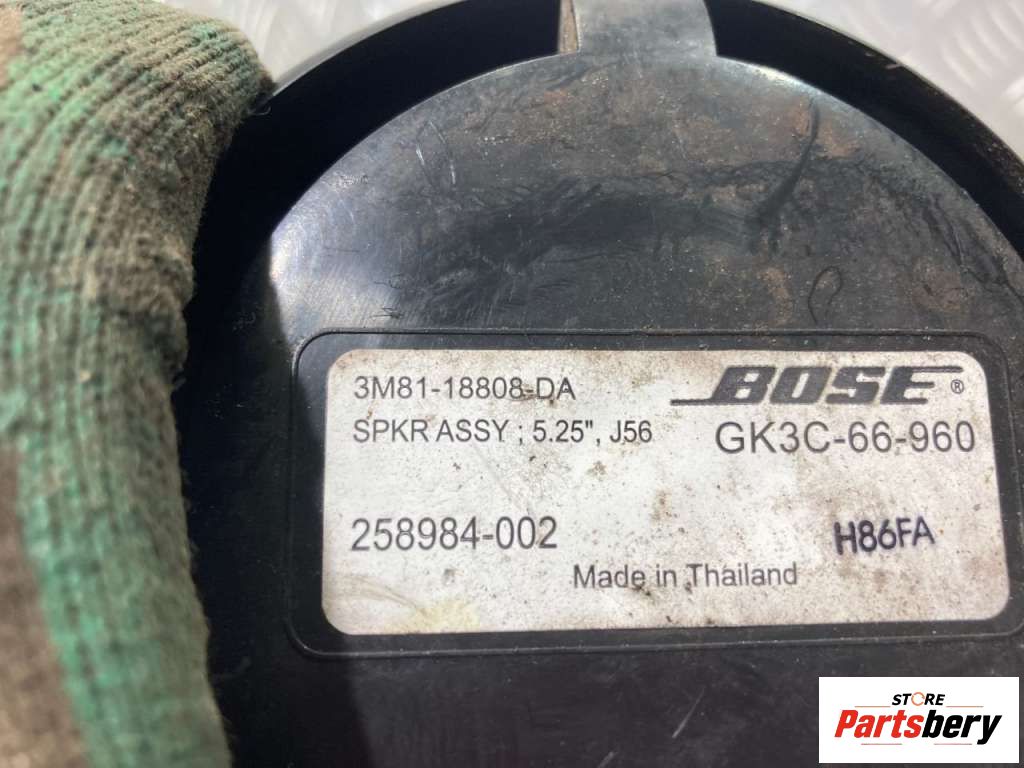 3M81-18808-DA
BOSE®
SPKR ASSY ; 5.25", J56
GK3C-66-960
258984-002
H86FA
Made in Thailand
STORE
Partsbery